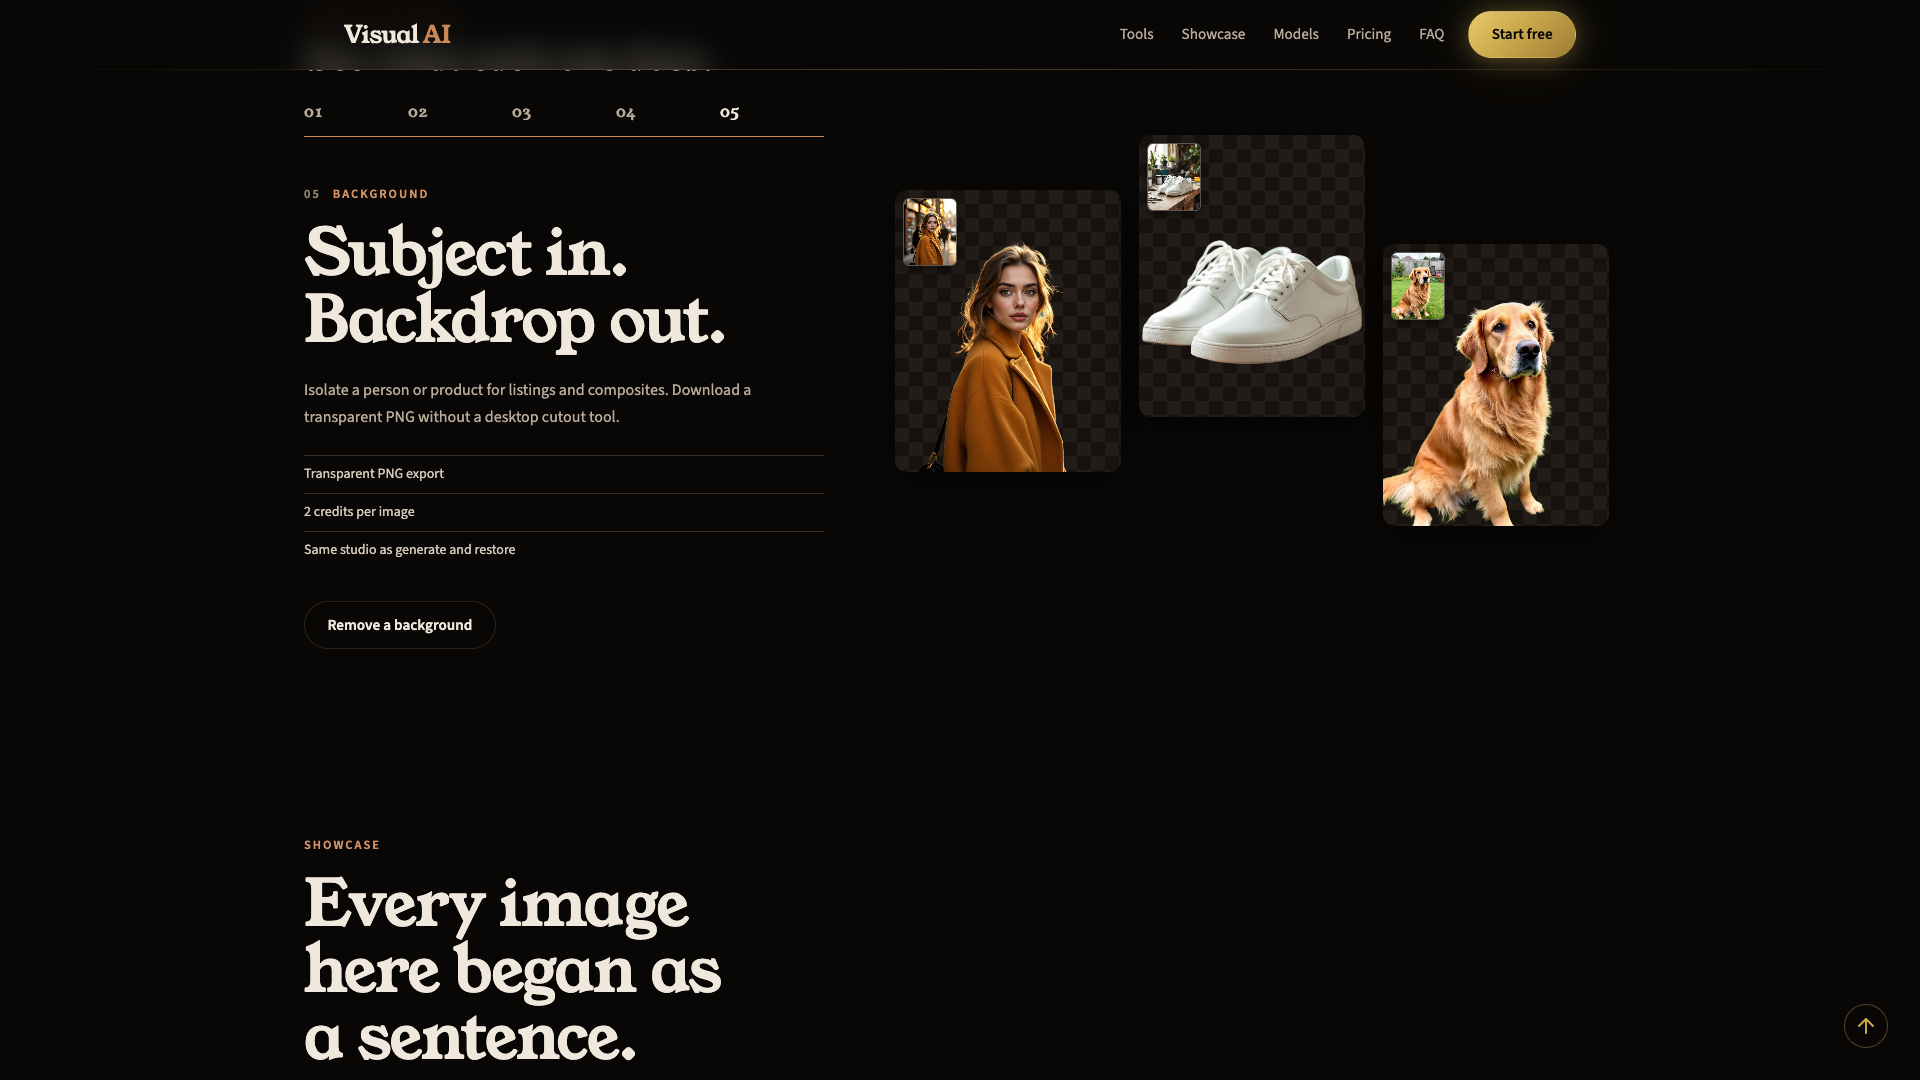 Visual AI
Tools
Showcase
Models
Pricing
FAQ
Start free
01
02
03
04
05
05 BACKGROUND
Subject in.
Backdrop out.
Isolate a person or product for listings and composites. Download a
transparent PNG without a desktop cutout tool.
Transparent PNG export
2 credits per image
Same studio as generate and restore
Remove a background
SHOWCASE
Every image
here began as
a sentence.